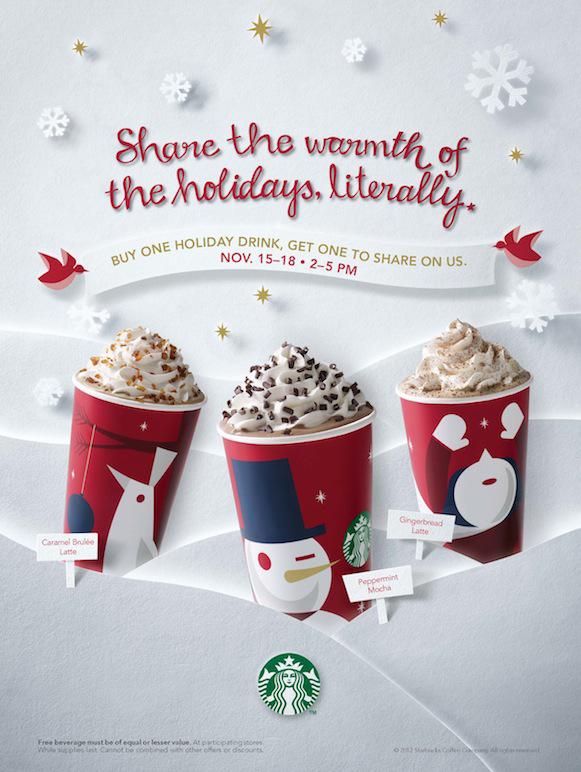 Share the warmth of
the holidays, literally.
BUY ONE HOLIDAY DRINK, GET ONE TO SHARE ON US.
NOV. 15–18 • 2–5 PM
Caramel Brulée
Latte
Gingerbread
Latte
Peppermint
Mocha
Free beverage must be of equal or lesser value. At participating stores.
While supplies last. Cannot be combined with other offers or discounts.
© 2012 Starbucks Coffee Company. All rights reserved.
TM